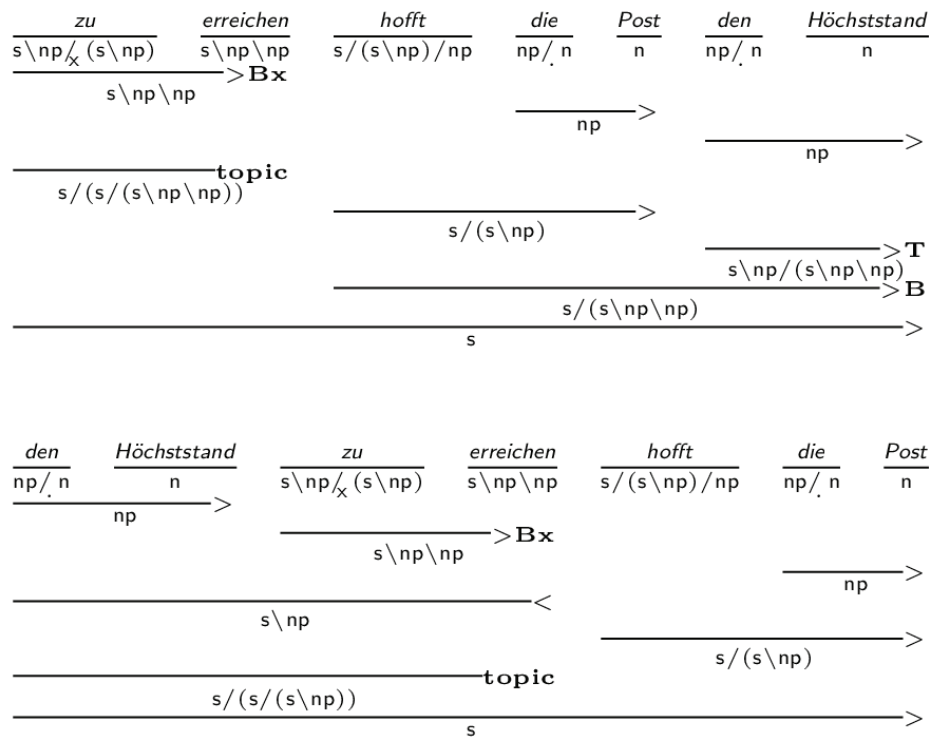 zu erreichen hofft die Post den Höchststand
s\np/ₓ(s\np) s\np\np s/(s\np)/np np/.n n np/.n n
>Bx
s\np\np
>
np
>
np
topic
s/(s/(s\np\np))
>
s/(s\np)
>T
s\np/(s\np\np)
>B
s/(s\np\np)
>
s
den Höchststand zu erreichen hofft die Post
np/.n n s\np/ₓ(s\np) s\np\np s/(s\np)/np np/.n n
>
np
>Bx
s\np\np
>
np
<
s\np
>
s/(s\np)
topic
s/(s/(s\np))
>
s